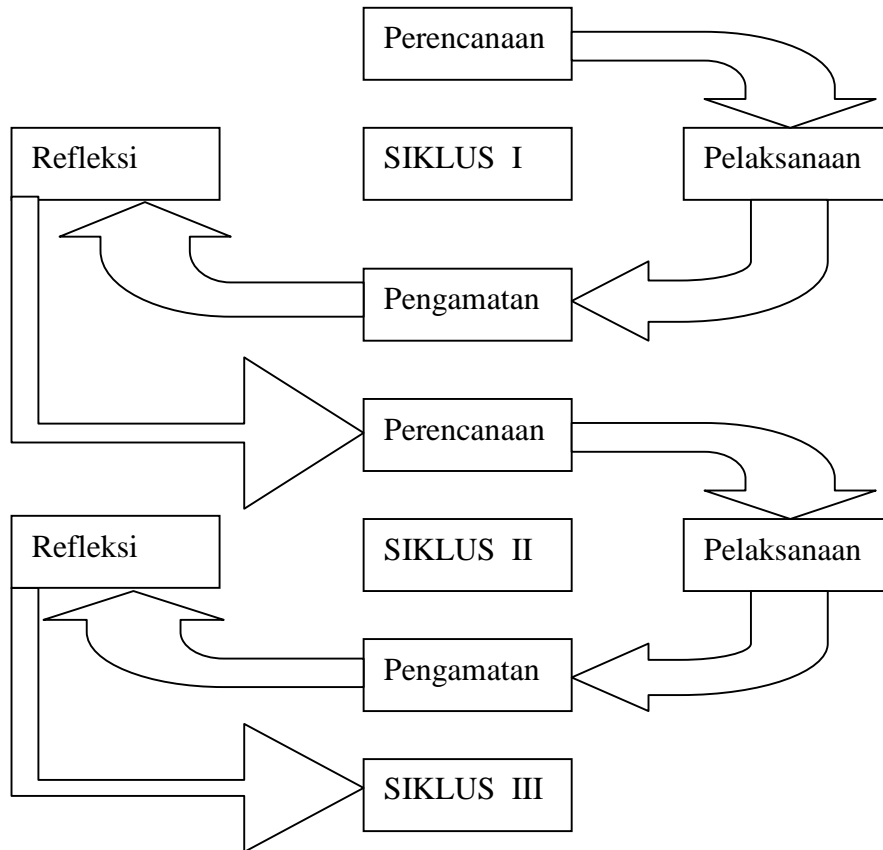 Perencanaan
Refleksi
SIKLUS I
Pelaksanaan
Pengamatan
Perencanaan
Refleksi
SIKLUS II
Pelaksanaan
Pengamatan
SIKLUS III